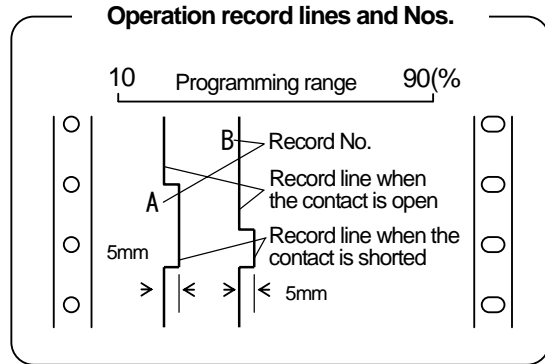 Operation record lines and Nos.
10 Programming range 90(%
B Record No.
Record line when
A the contact is open
Record line when the
5mm contact is shorted
5mm